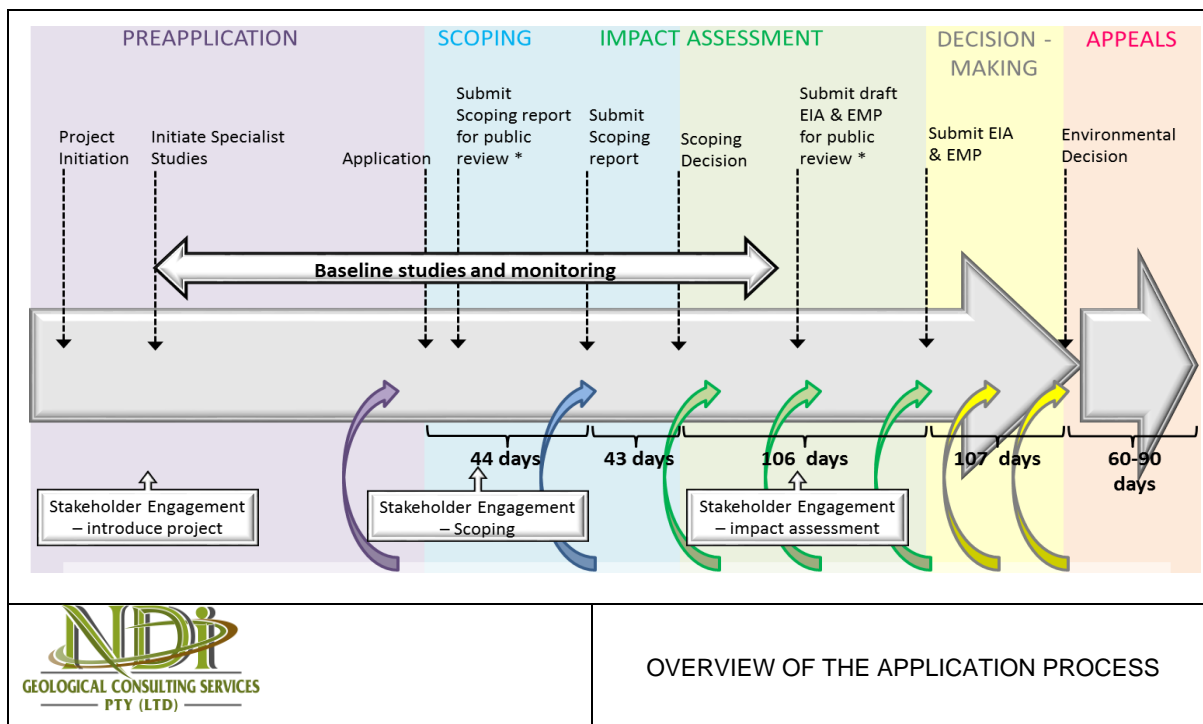 PREAPPLICATION
SCOPING
IMPACT ASSESSMENT
DECISION -
MAKING
APPEALS
Project
Initiation
Initiate Specialist
Studies
Application
Submit
Scoping report
for public
review *
Submit
Scoping
report
Scoping
Decision
Submit draft
EIA & EMP
for public
review *
Submit EIA
& EMP
Environmental
Decision
Baseline studies and monitoring
44 days
43 days
106 days
107 days
60-90
days
Stakeholder Engagement
– introduce project
Stakeholder Engagement
– Scoping
Stakeholder Engagement
– impact assessment
NDi
GEOLOGICAL CONSULTING SERVICES
PTY (LTD)
OVERVIEW OF THE APPLICATION PROCESS